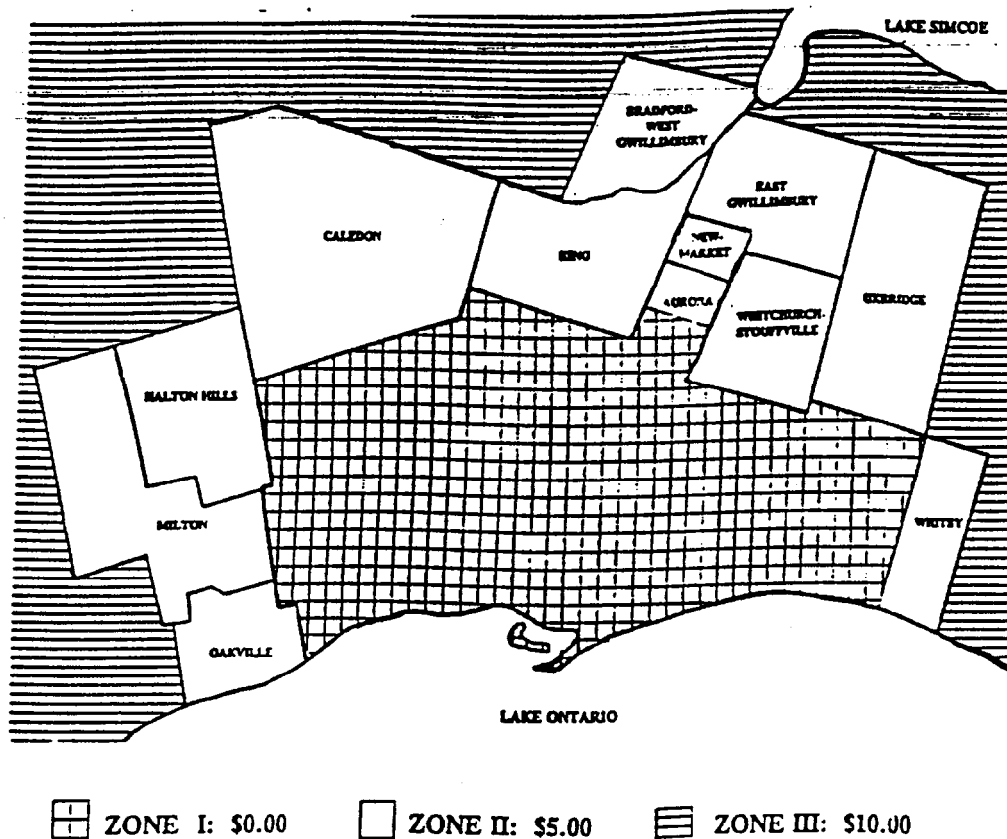 LAKE SIMCOE
BRADFORD-
WEST
GWILLIMBURY
EAST
GWILLIMBURY
CALEDON
KING
NEW-
MARKET
AURORA
UXBRIDGE
WHITCHURCH-
STOUFFVILLE
HALTON HILLS
MILTON
WHITBY
OAKVILLE
LAKE ONTARIO
ZONE I: $0.00
ZONE II: $5.00
ZONE III: $10.00